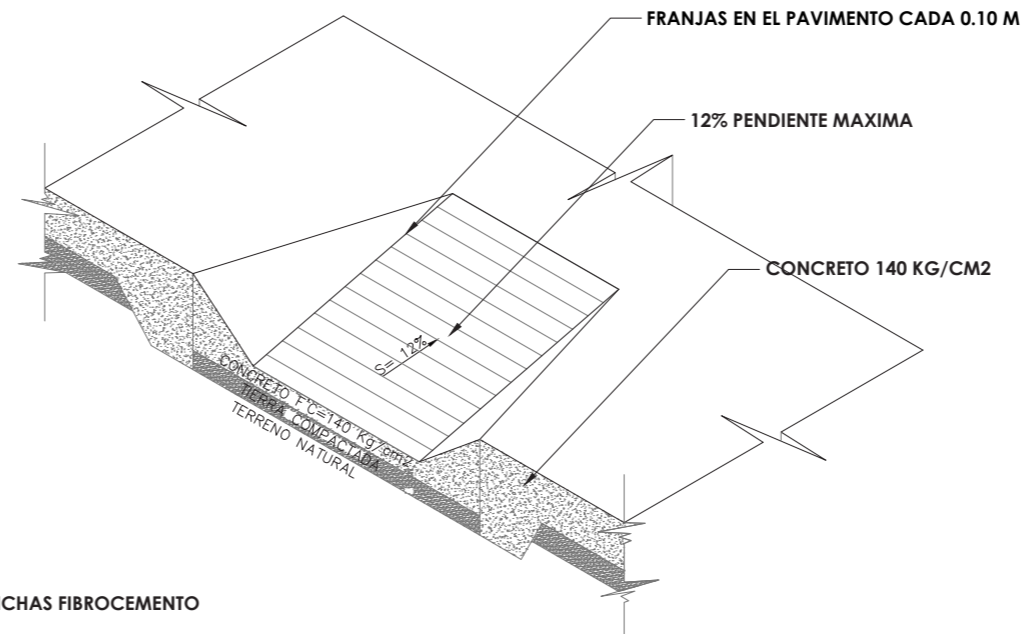 FRANJAS EN EL PAVIMENTO CADA 0.10 M
12% PENDIENTE MAXIMA
CONCRETO 140 KG/CM2
S= 12%
CONCRETO F'C=140 Kg/cm2
TIERRA COMPACTADA
TERRENO NATURAL
FIBROCEMENTO